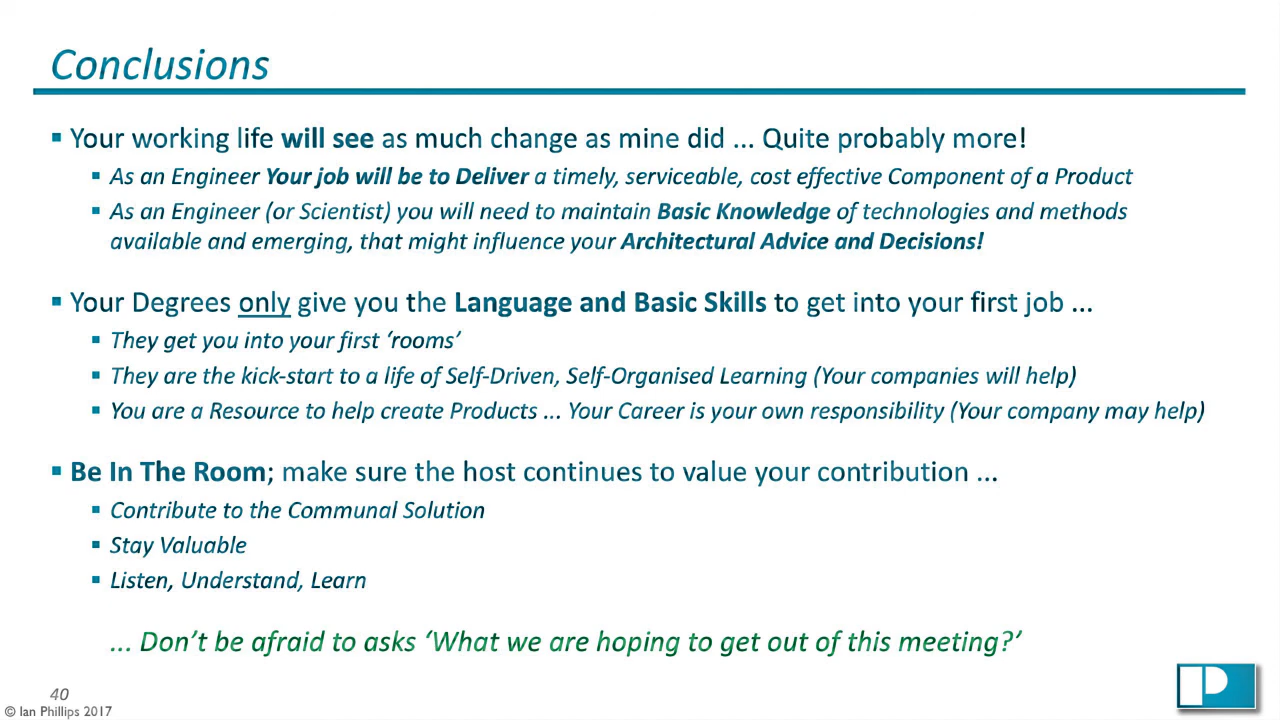 Conclusions
▪ Your working life will see as much change as mine did ... Quite probably more!
▪ As an Engineer Your job will be to Deliver a timely, serviceable, cost effective Component of a Product
▪ As an Engineer (or Scientist) you will need to maintain Basic Knowledge of technologies and methods
available and emerging, that might influence your Architectural Advice and Decisions!
▪ Your Degrees only give you the Language and Basic Skills to get into your first job ...
▪ They get you into your first ‘rooms’
▪ They are the kick-start to a life of Self-Driven, Self-Organised Learning (Your companies will help)
▪ You are a Resource to help create Products ... Your Career is your own responsibility (Your company may help)
▪ Be In The Room; make sure the host continues to value your contribution ...
▪ Contribute to the Communal Solution
▪ Stay Valuable
▪ Listen, Understand, Learn
... Don’t be afraid to asks ‘What we are hoping to get out of this meeting?’
40
© Ian Phillips 2017